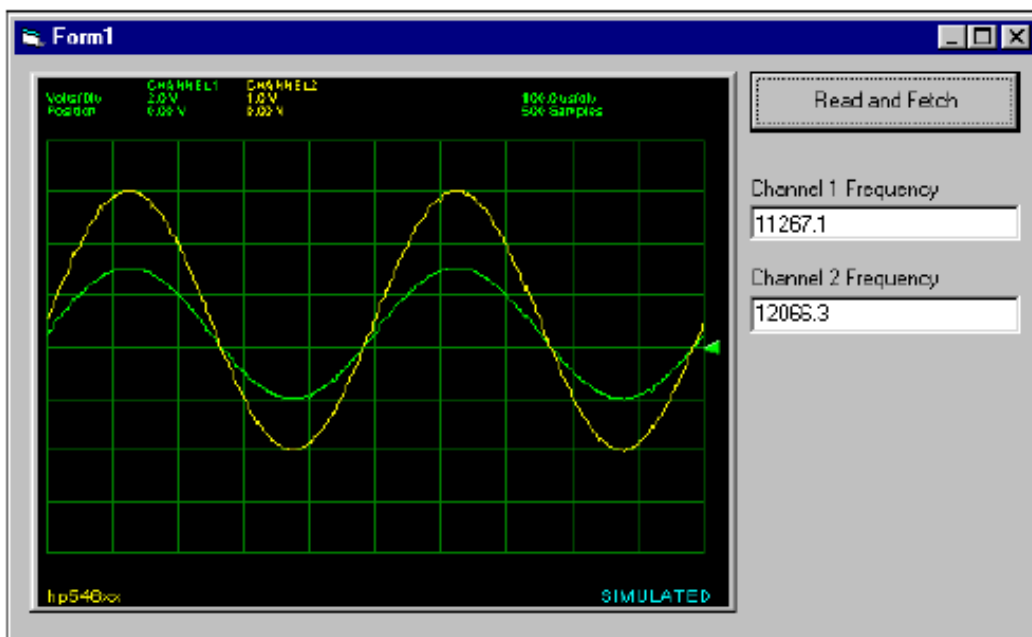 Form1
CHANNEL1 CHANNEL2
Volts/Div 2.0 V 1.0 V 100.0us/div
Position 0.00 V 0.00 V 500 Samples
Read and Fetch
Channel 1 Frequency
11267.1
Channel 2 Frequency
12066.3
hp546xx
SIMULATED